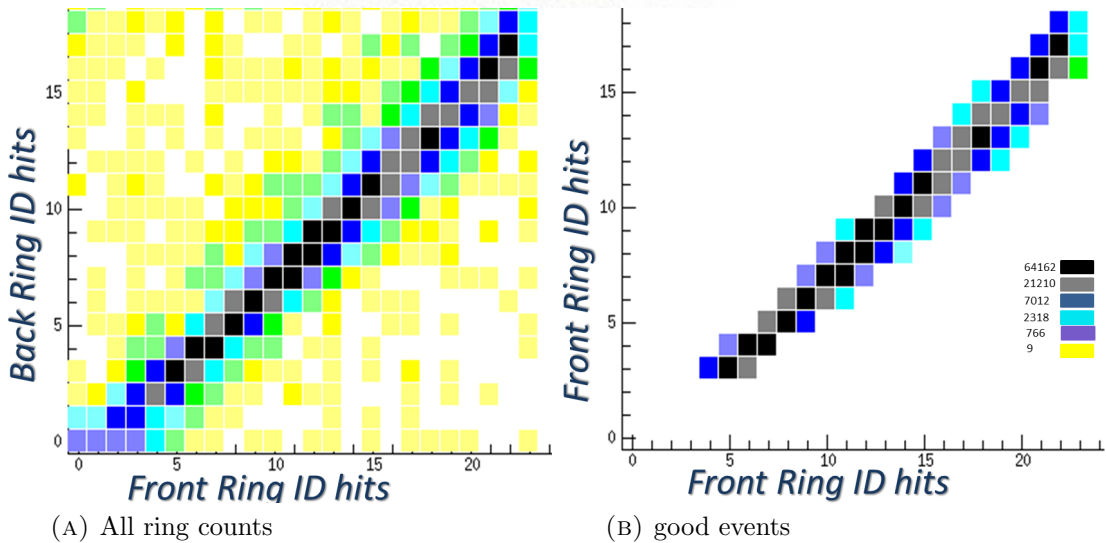 Back Ring ID hits
15
10
5
0
0 5 10 15 20
Front Ring ID hits
(A) All ring counts
Front Ring ID hits
15
10
5
0
0 5 10 15 20
Front Ring ID hits
64162
21210
7012
2318
766
9
(B) good events